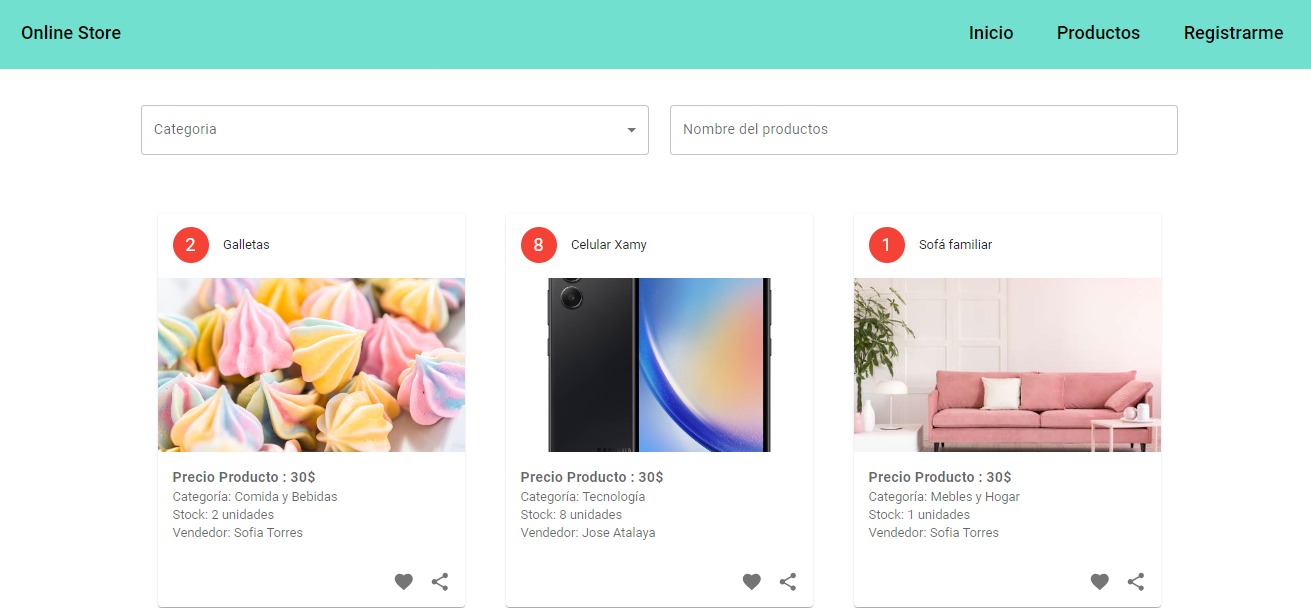 Online Store
Inicio
Productos
Registrarme
Categoria
Nombre del productos
2
Galletas
Precio Producto : 30$
Categoría: Comida y Bebidas
Stock: 2 unidades
Vendedor: Sofia Torres
8
Celular Xamy
Precio Producto : 30$
Categoría: Tecnología
Stock: 8 unidades
Vendedor: Jose Atalaya
1
Sofá familiar
Precio Producto : 30$
Categoría: Mebles y Hogar
Stock: 1 unidades
Vendedor: Sofia Torres